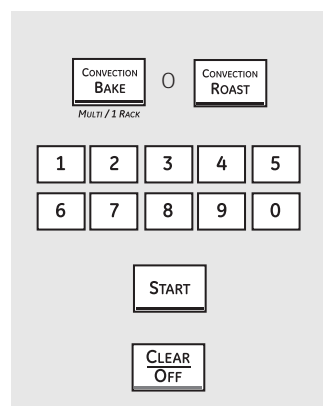 CONVECTION CONVECTION
BAKE O ROAST
MULTI / 1 RACK
1 2 3 4 5
6 7 8 9 0
START
CLEAR
OFF